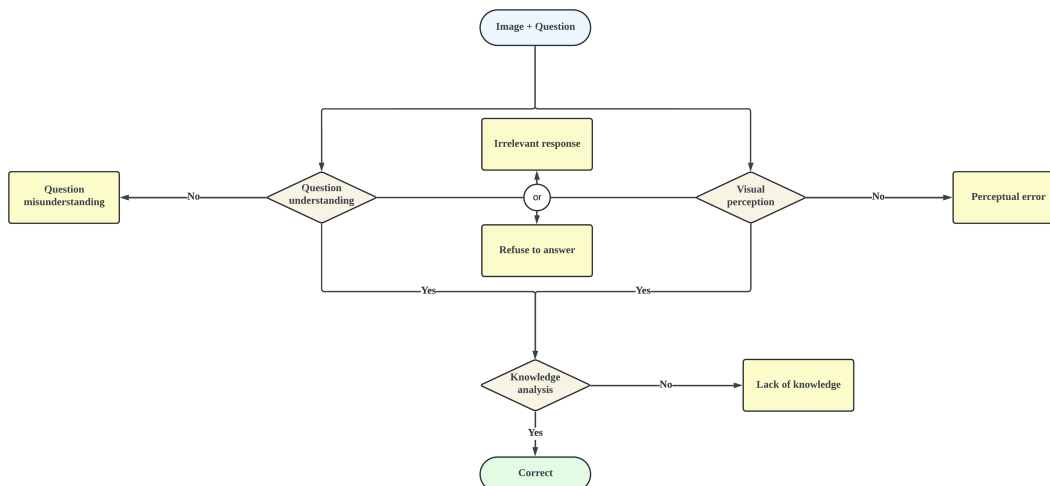 Image + Question
Irrelevant response
Question
misunderstanding
No
Question
understanding
or
Visual
perception
No
Perceptual error
Refuse to answer
Yes
Yes
Knowledge
analysis
No
Lack of knowledge
Yes
Correct